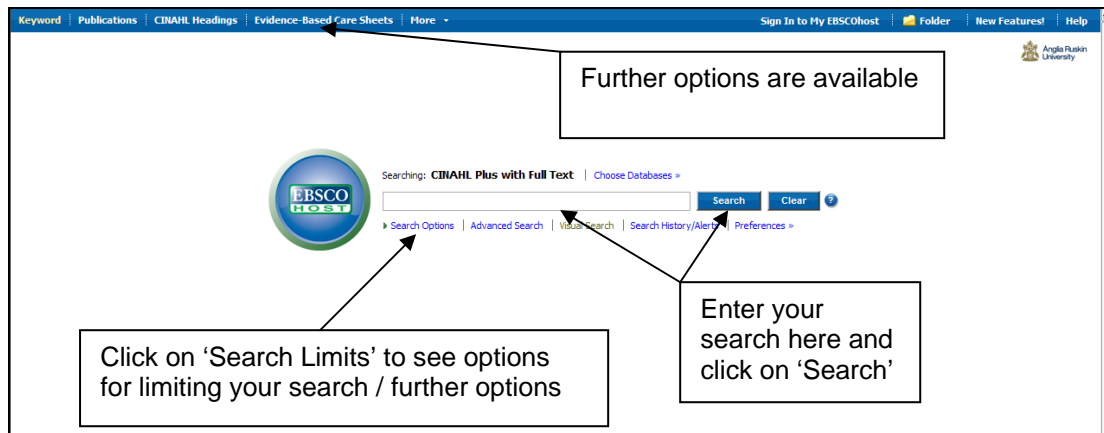 Keyword Publications CINAHL Headings Evidence-Based Care Sheets More Sign In to My EBSCOhost Folder New Features! Help
Anglia Ruskin
University
Further options are available
Searching: CINAHL Plus with Full Text Choose Databases »
EBSCO
HOST
Search Clear ?
Search Options Advanced Search Visual Search Search History/Alerts Preferences »
Enter your
search here and
click on ‘Search’
Click on ‘Search Limits’ to see options
for limiting your search / further options